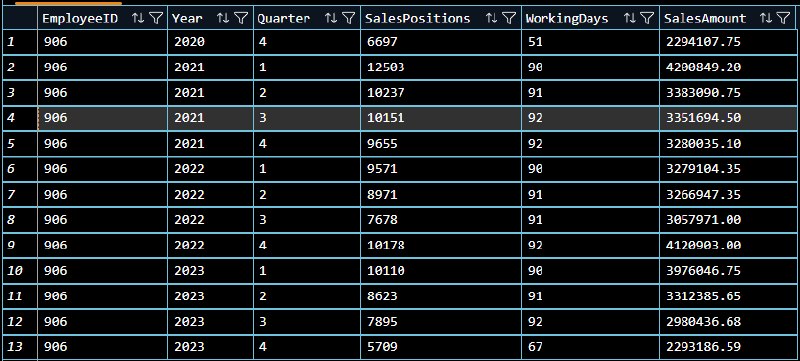 EmployeeID Year Quarter SalesPositions WorkingDays SalesAmount
1 906 2020 4 6697 51 2294107.75
2 906 2021 1 12503 90 4200849.20
3 906 2021 2 10237 91 3383090.75
4 906 2021 3 10151 92 3351694.50
5 906 2021 4 9655 92 3280035.10
6 906 2022 1 9571 90 3279104.35
7 906 2022 2 8971 91 3266947.35
8 906 2022 3 7678 91 3057971.00
9 906 2022 4 10178 92 4120903.00
10 906 2023 1 10110 90 3976046.75
11 906 2023 2 8623 91 3312385.65
12 906 2023 3 7895 92 2980436.68
13 906 2023 4 5709 67 2293186.59